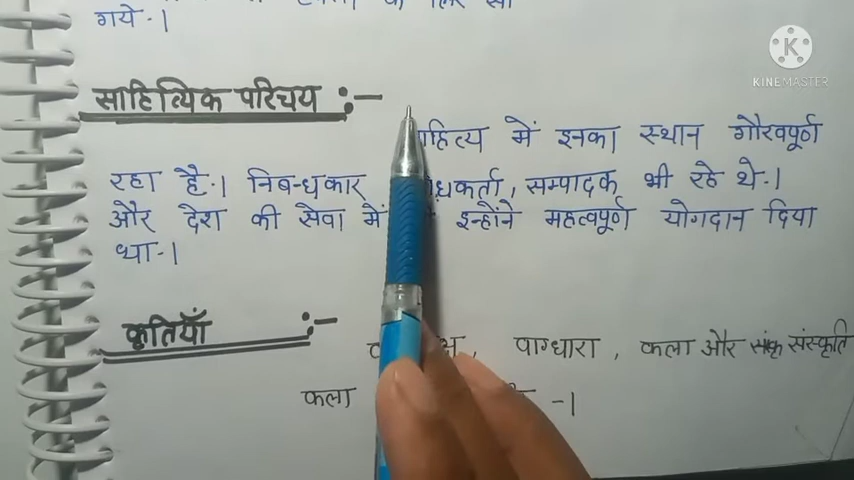 गये-।
KINEMASTER
साहित्यिक परिचय :-
में इनका स्थान गौरवपूर्ण
रहा है-। निबन्धकार सम्पादक भी रहे थे-।
और देश की सेवा में इन्होंने महत्वपूर्ण योगदान दिया
था-।
कृतियाँ :-
पाग्धारा, कला और संस्कृति
कला -।